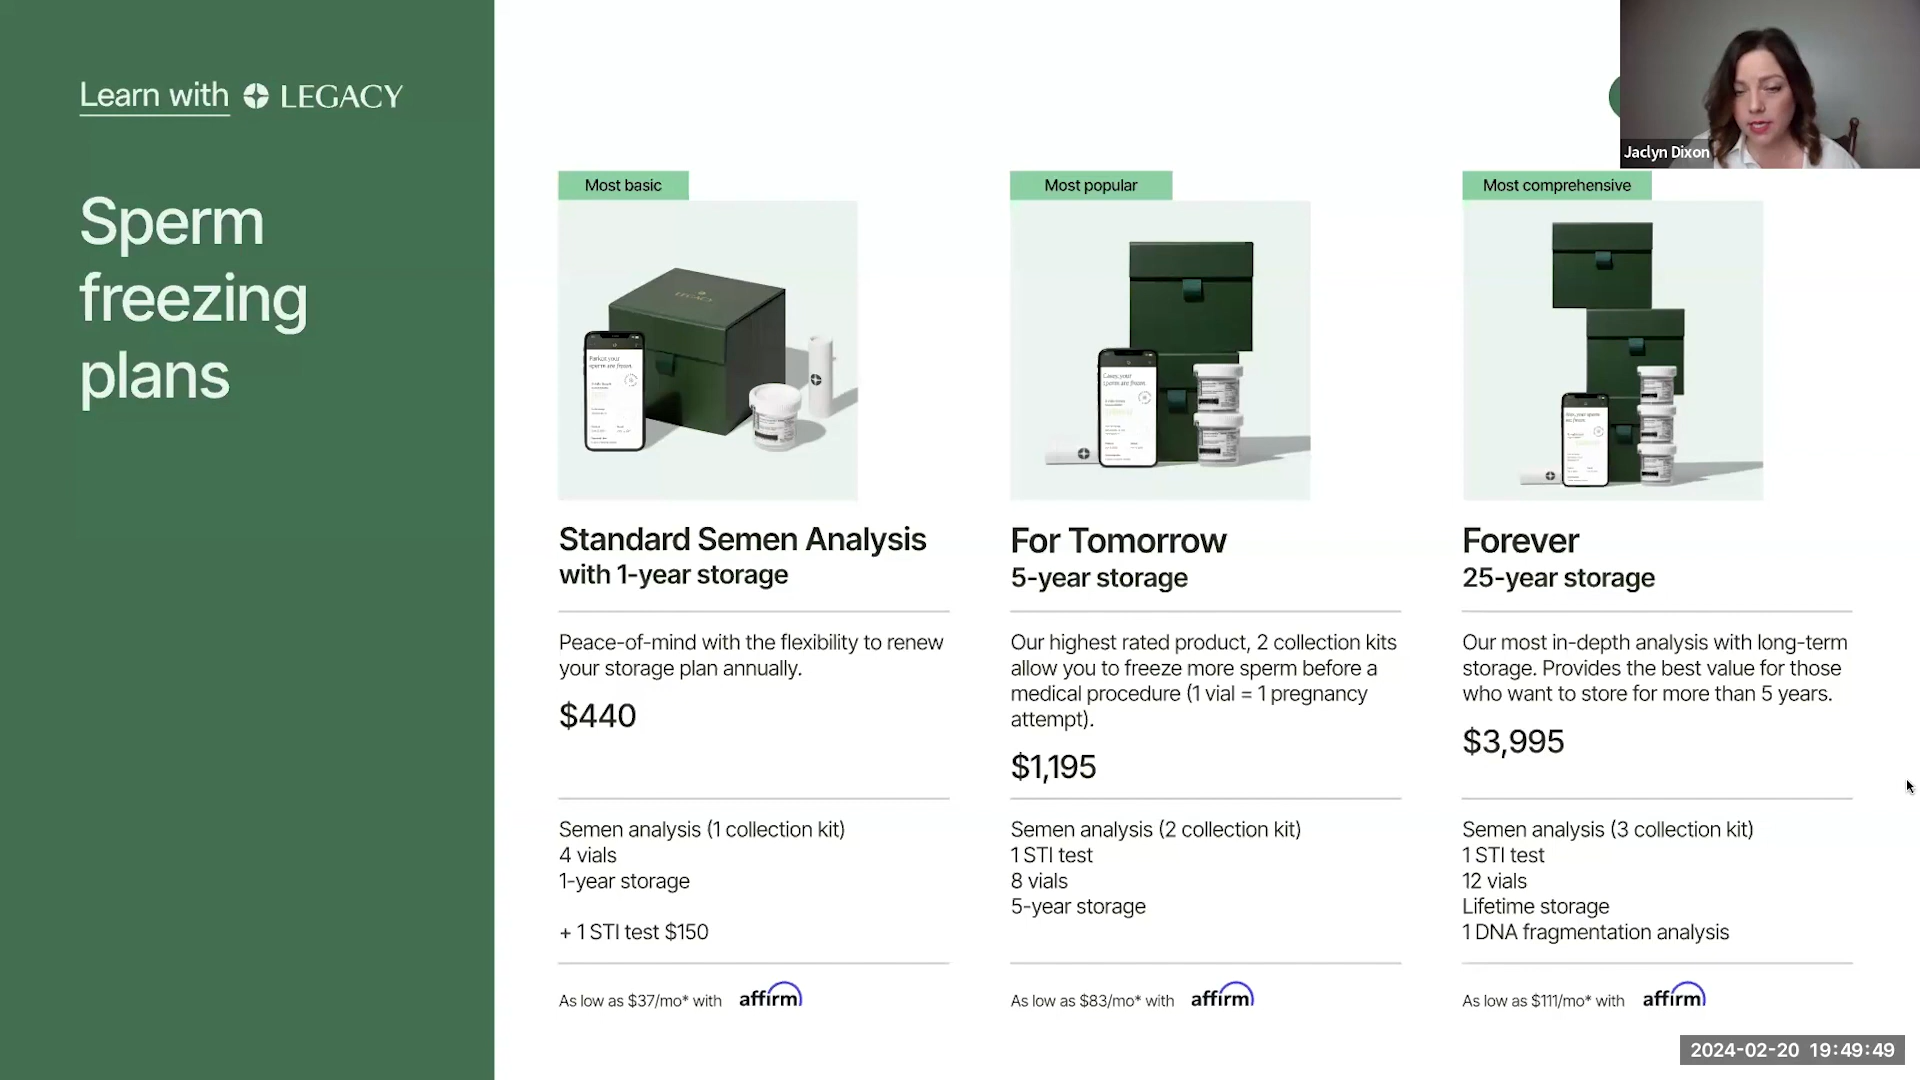 Learn with LEGACY
Sperm
freezing
plans
Jaclyn Dixon
Most basic
LEGACY
Standard Semen Analysis
with 1-year storage
Peace-of-mind with the flexibility to renew
your storage plan annually.
$440
Semen analysis (1 collection kit)
4 vials
1-year storage
+ 1 STI test $150
As low as $37/mo* with affirm
Most popular
For Tomorrow
5-year storage
Our highest rated product, 2 collection kits
allow you to freeze more sperm before a
medical procedure (1 vial = 1 pregnancy
attempt).
$1,195
Semen analysis (2 collection kit)
1 STI test
8 vials
5-year storage
As low as $83/mo* with affirm
Most comprehensive
Forever
25-year storage
Our most in-depth analysis with long-term
storage. Provides the best value for those
who want to store for more than 5 years.
$3,995
Semen analysis (3 collection kit)
1 STI test
12 vials
Lifetime storage
1 DNA fragmentation analysis
As low as $111/mo* with affirm
2024-02-20 19:49:49